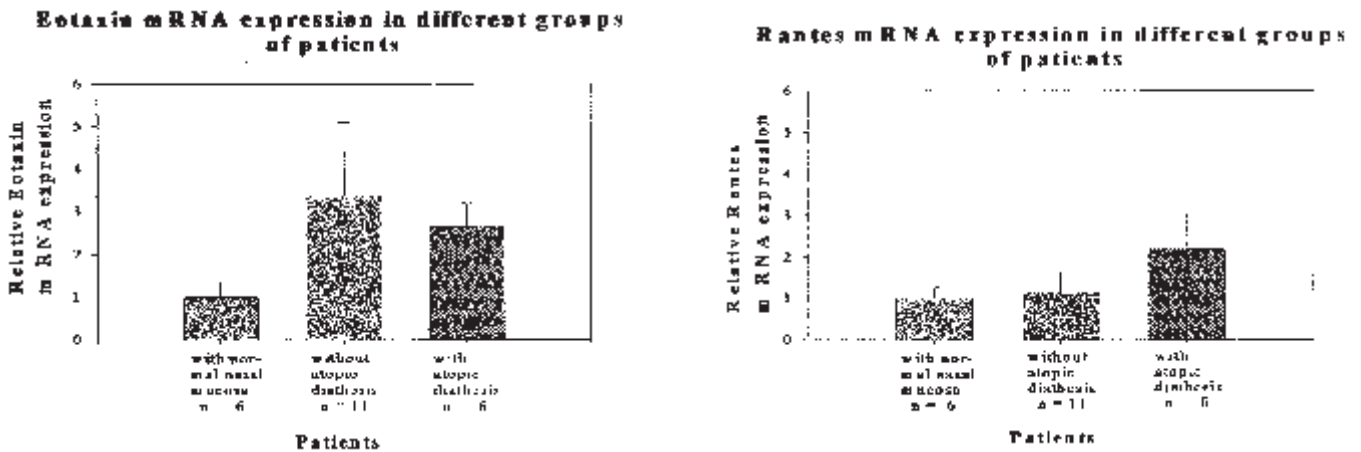 Eotaxin mRNA expression in different groups
of patients
Relative Eotaxin
mRNA expression
6
5
4
3
2
1
0
with nor-
mal nasal
mucosa
n = 6
without
atopic
diathesis
n = 11
with
atopic
diathesis
n = 6
Patients
Rantes mRNA expression in different groups
of patients
Relative Rantes
mRNA expression
6
5
4
3
2
1
0
with nor-
mal nasal
mucosa
n = 6
without
atopic
diathesis
n = 11
with
atopic
diathesis
n = 6
Patients